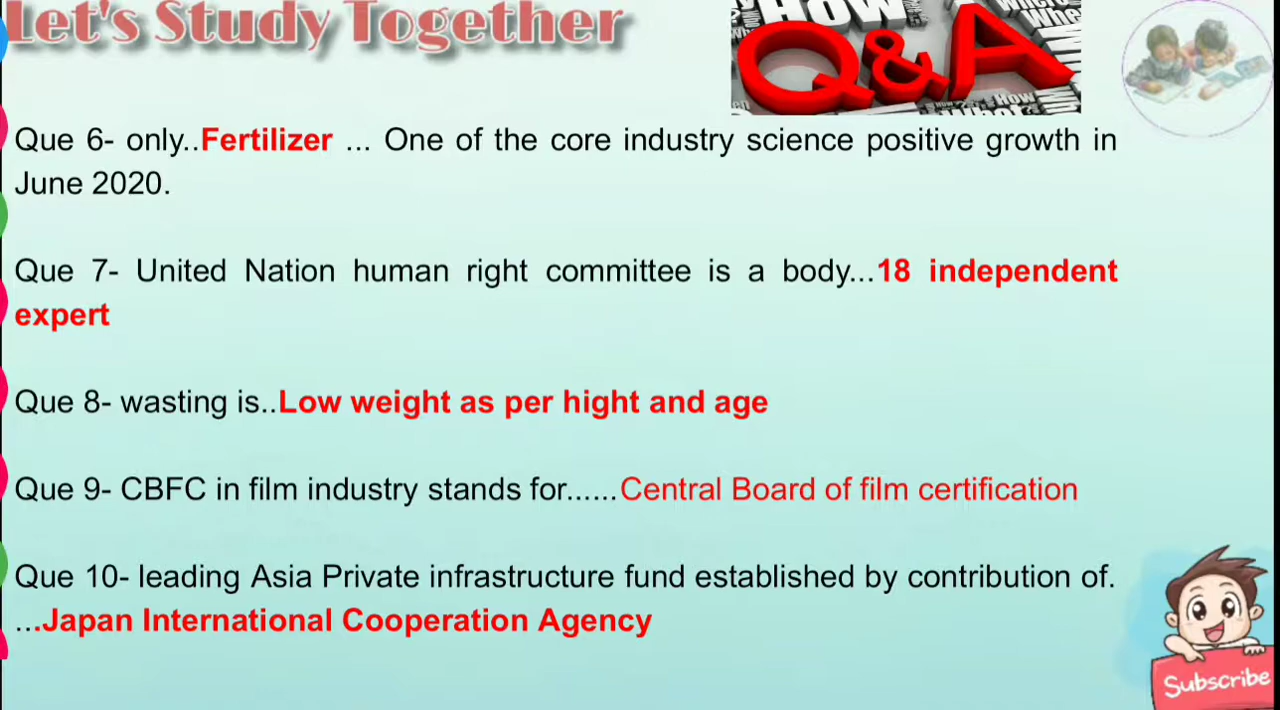 Let's Study Together
HOW
Q&A
Que 6- only..Fertilizer ... One of the core industry science positive growth in
June 2020.
Que 7- United Nation human right committee is a body...18 independent
expert
Que 8- wasting is..Low weight as per hight and age
Que 9- CBFC in film industry stands for......Central Board of film certification
Que 10- leading Asia Private infrastructure fund established by contribution of.
...Japan International Cooperation Agency
Subscribe